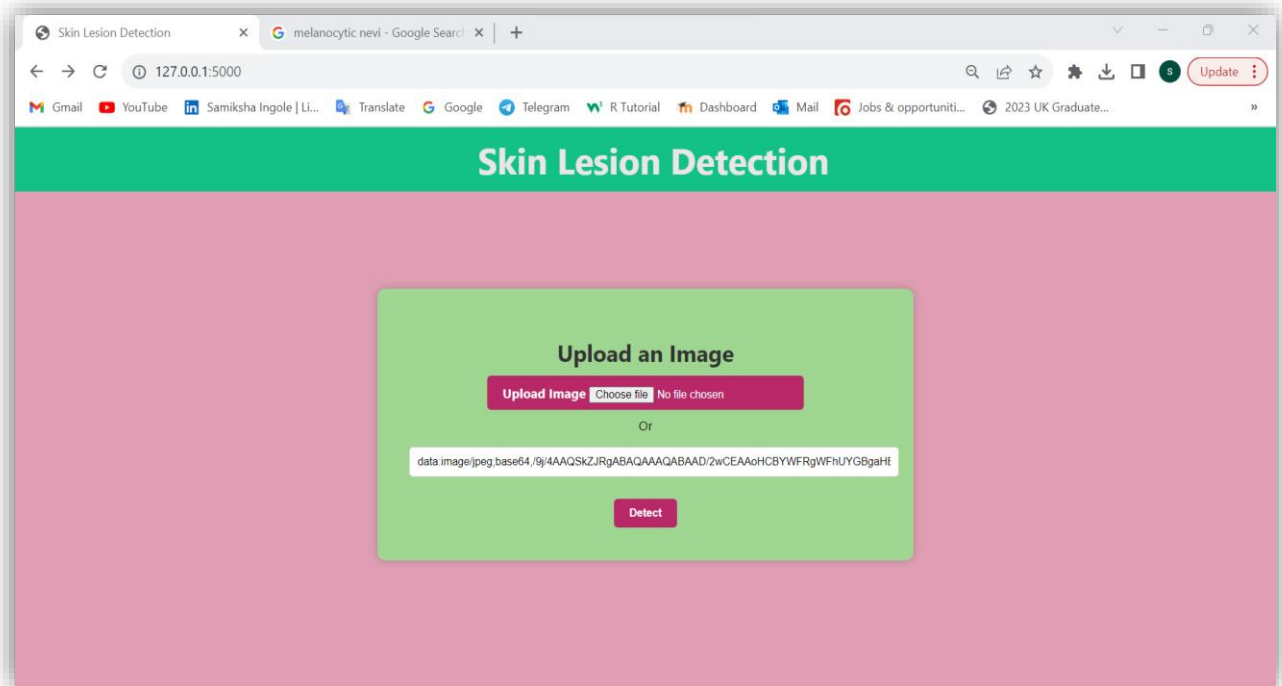 Skin Lesion Detection
melanocytic nevi - Google Search
127.0.0.1:5000
Update
Gmail YouTube Samiksha Ingole | Li... Translate Google Telegram R Tutorial Dashboard Mail Jobs & opportuniti... 2023 UK Graduate... »
Skin Lesion Detection
Upload an Image
Upload Image Choose file No file chosen
Or
data:image/jpeg;base64,/9j/4AAQSkZJRgABAQAAAQABAAD/2wCEAAoHCBYWFRgWFhUYGBgaHB
Detect